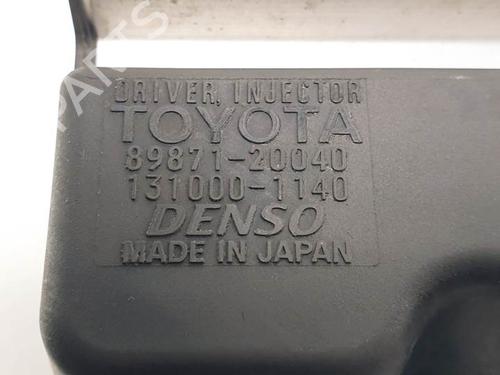 DRIVER, INJECTOR
TOYOTA
89871-20040
131000-1140
DENSO
MADE IN JAPAN